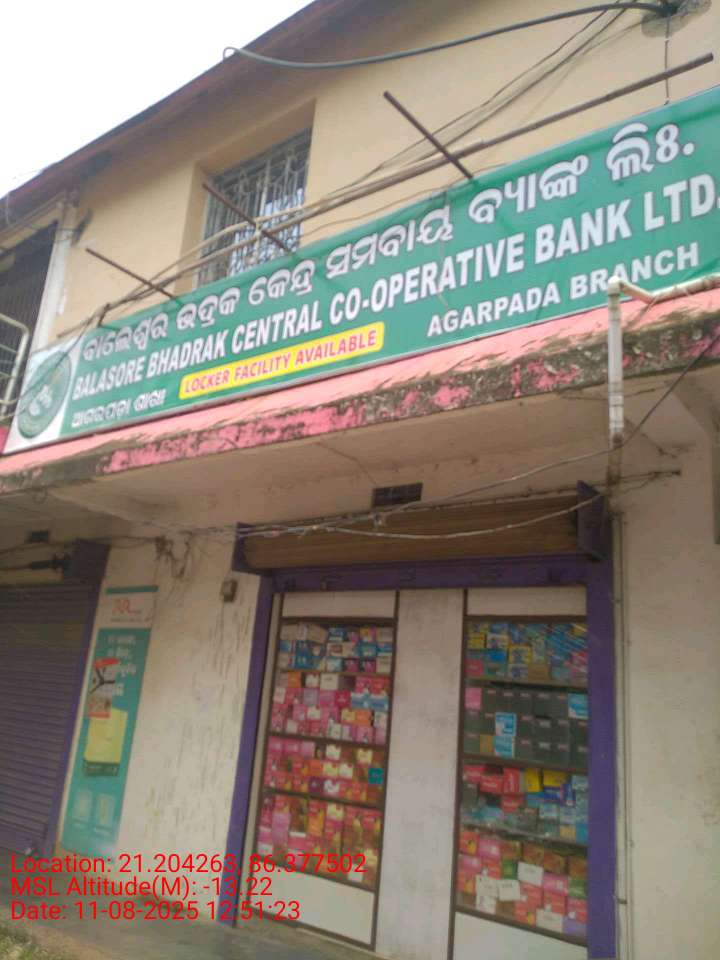 ବାଲେଶ୍ୱର ଭଦ୍ରକ କେନ୍ଦ୍ର ସମବାୟ ବ୍ୟାଙ୍କ ଲିଃ.
BALASORE BHADRAK CENTRAL CO-OPERATIVE BANK LTD.
LOCKER FACILITY AVAILABLE
AGARPADA BRANCH
ଆଗରପଡ଼ା ଶାଖା
Location: 21.204263, 86.377502
MSL Altitude(M): -13.22
Date: 11-08-2025 12:51:23